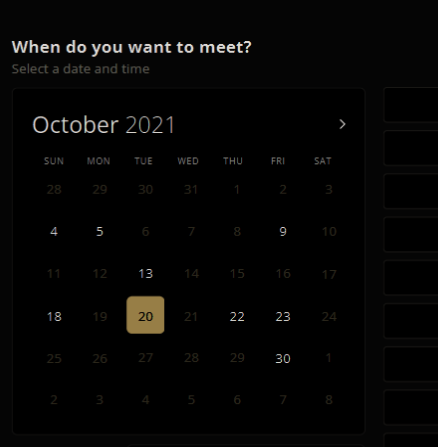 When do you want to meet?
Select a date and time
October 2021
SUN MON TUE WED THU FRI SAT
28 29 30 31 1 2 3
4 5 6 7 8 9 10
11 12 13 14 15 16 17
18 19 20 21 22 23 24
25 26 27 28 29 30 1
2 3 4 5 6 7 8